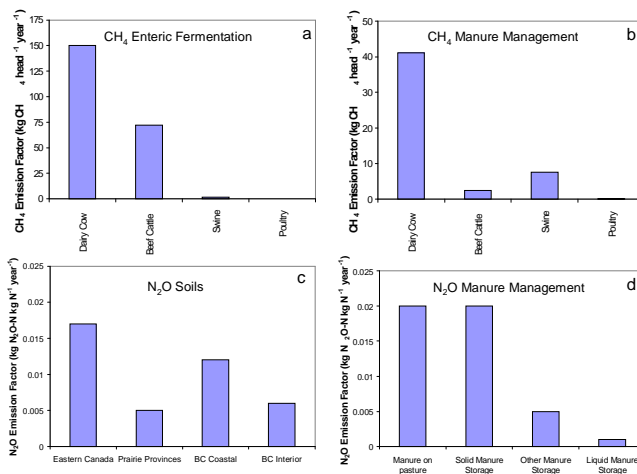 CH4 Enteric Fermentation
a
CH4 Emission Factor (kg CH4 head-1 year-1)
175
150
125
100
75
50
25
0
Dairy Cow
Beef Cattle
Swine
Poultry
CH4 Manure Management
b
CH4 Emission Factor (kg CH4 head-1 year-1)
50
40
30
20
10
0
Dairy Cow
Beef Cattle
Swine
Poultry
N2O Soils
c
N2O Emission Factor (kg N2O-N kg N-1 year-1)
0.025
0.02
0.015
0.01
0.005
0
Eastern Canada
Prairie Provinces
BC Coastal
BC Interior
N2O Manure Management
d
N2O Emission Factor (kg N2O-N kg N-1 year-1)
0.025
0.02
0.015
0.01
0.005
0
Manure on
pasture
Solid Manure
Storage
Other Manure
Storage
Liquid Manure
Storage